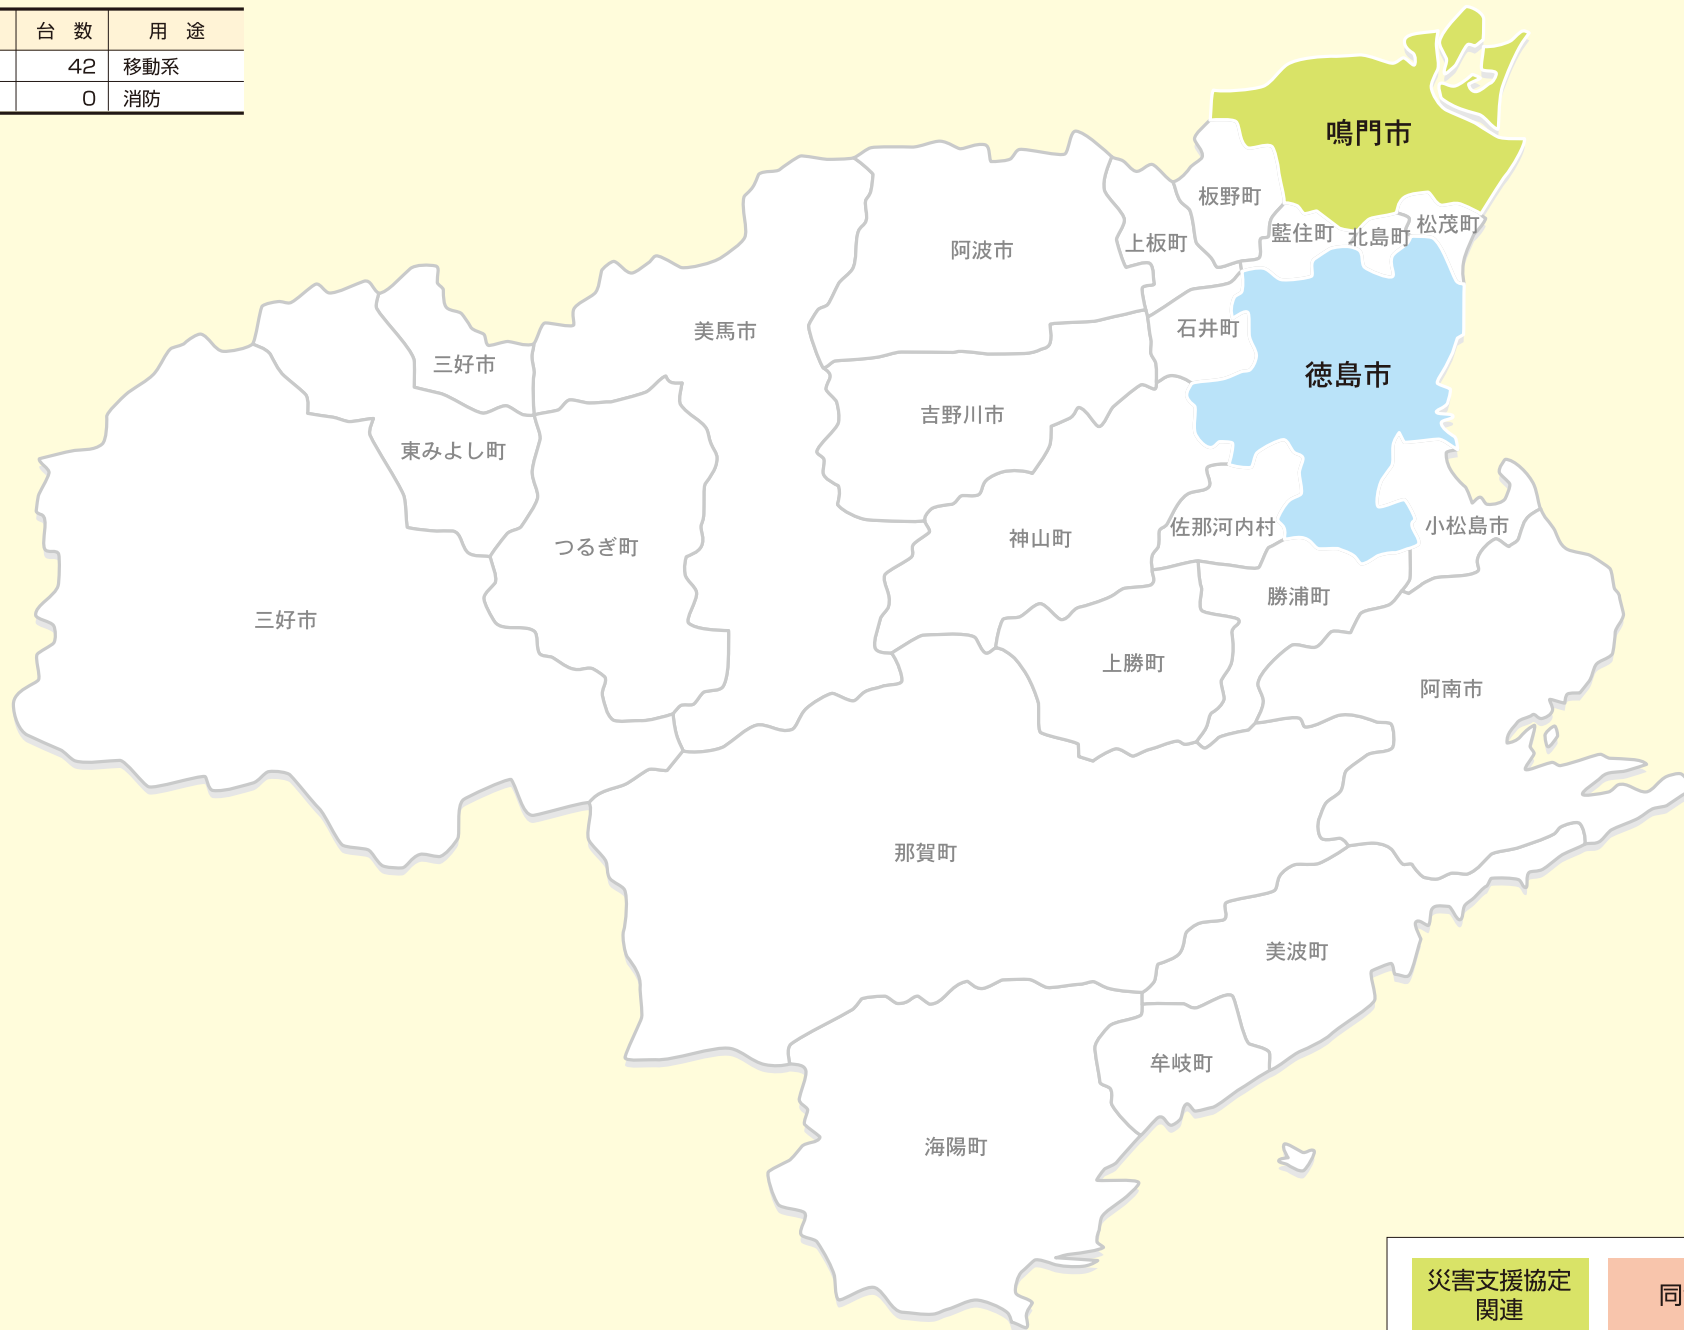 台 数 用 途
42 移動系
0 消防
鳴門市
板野町
松茂町
藍住町
北島町
上板町
阿波市
石井町
美馬市
三好市
徳島市
吉野川市
東みよし町
佐那河内村
小松島市
神山町
つるぎ町
勝浦町
三好市
上勝町
阿南市
那賀町
美波町
牟岐町
海陽町
災害支援協定
関連
同